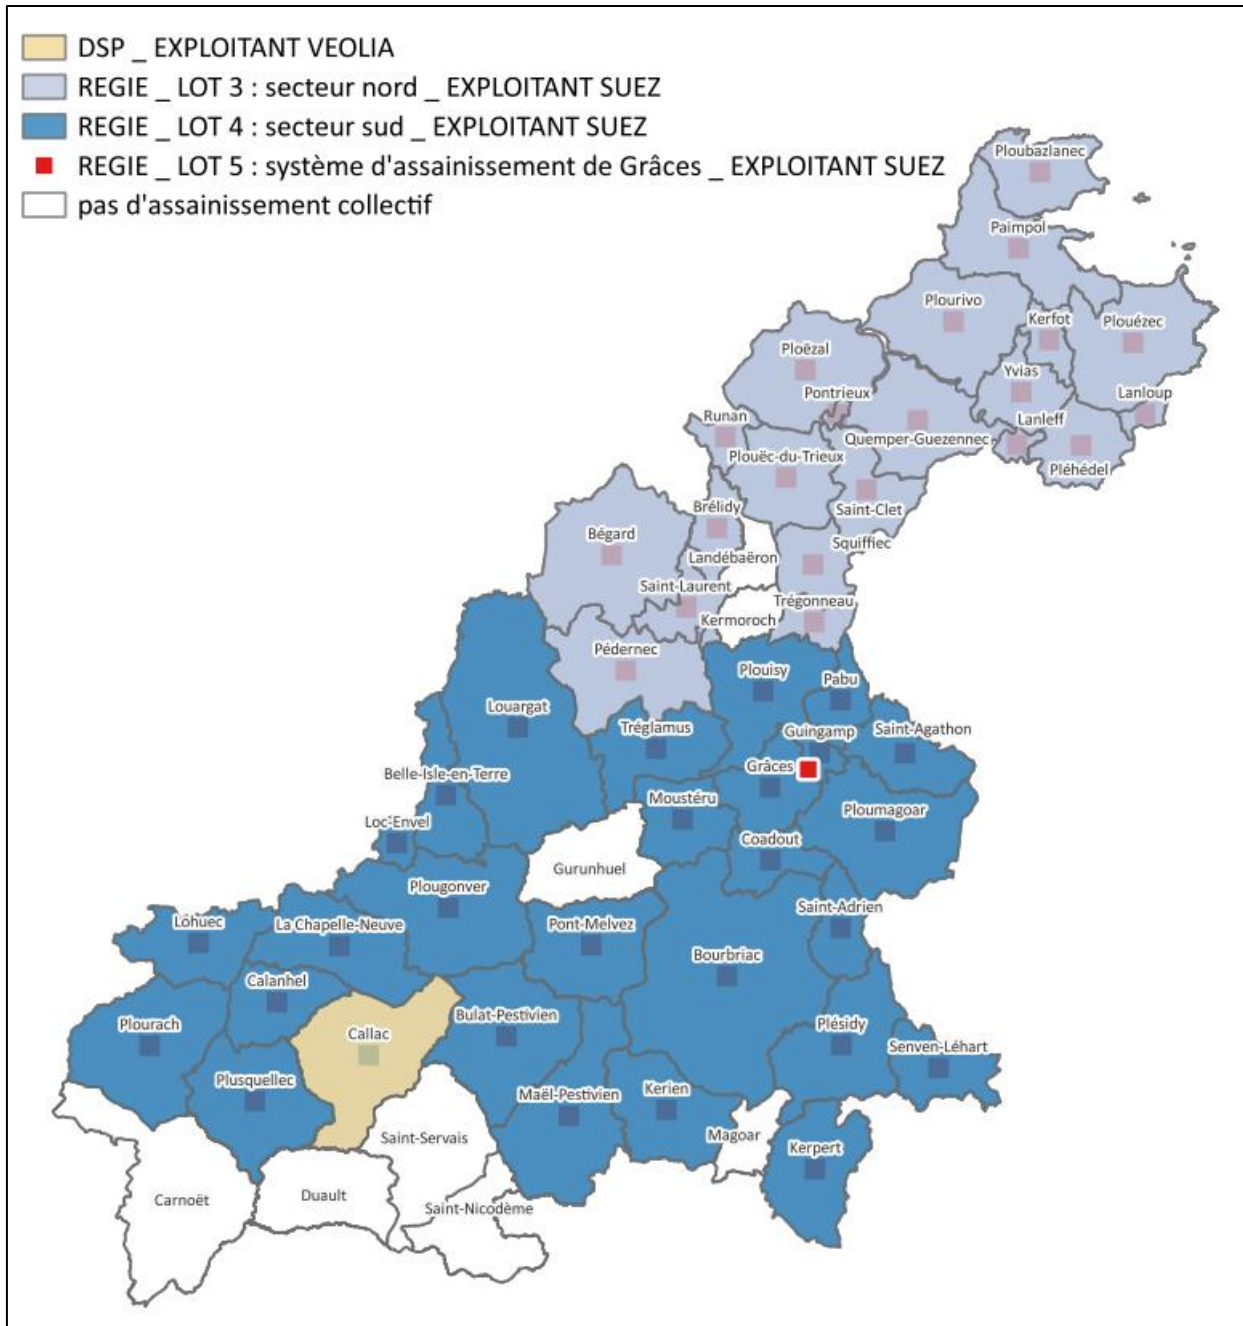 DSP _ EXPLOITANT VEOLIA
REGIE _ LOT 3 : secteur nord _ EXPLOITANT SUEZ
REGIE _ LOT 4 : secteur sud _ EXPLOITANT SUEZ
REGIE _ LOT 5 : système d'assainissement de Grâces _ EXPLOITANT SUEZ
pas d'assainissement collectif
Ploubazlanec
Paimpol
Plourivo
Kerfot
Plouézec
Ploëzal
Yvias
Pontrieux
Lanloup
Runan
Lanleff
Quemper-Guezennec
Plouëc-du-Trieux
Pléhédel
Brélidy
Saint-Clet
Bégard
Squiffiec
Landébaëron
Saint-Laurent
Trégonneau
Kermoroch
Pédernec
Plouisy
Pabu
Louargat
Tréglamus
Guingamp
Saint-Agathon
Grâces
Belle-Isle-en-Terre
Moustéru
Ploumagoar
Loc-Envel
Coadout
Gurunhuel
Plougonver
Saint-Adrien
Lohuec
La Chapelle-Neuve
Pont-Melvez
Bourbriac
Calanhel
Bulat-Pestivien
Plourach
Plésidy
Callac
Senven-Léhart
Plusquellec
Maël-Pestivien
Kerien
Saint-Servais
Magoar
Kerpert
Carnoët
Duault
Saint-Nicodème